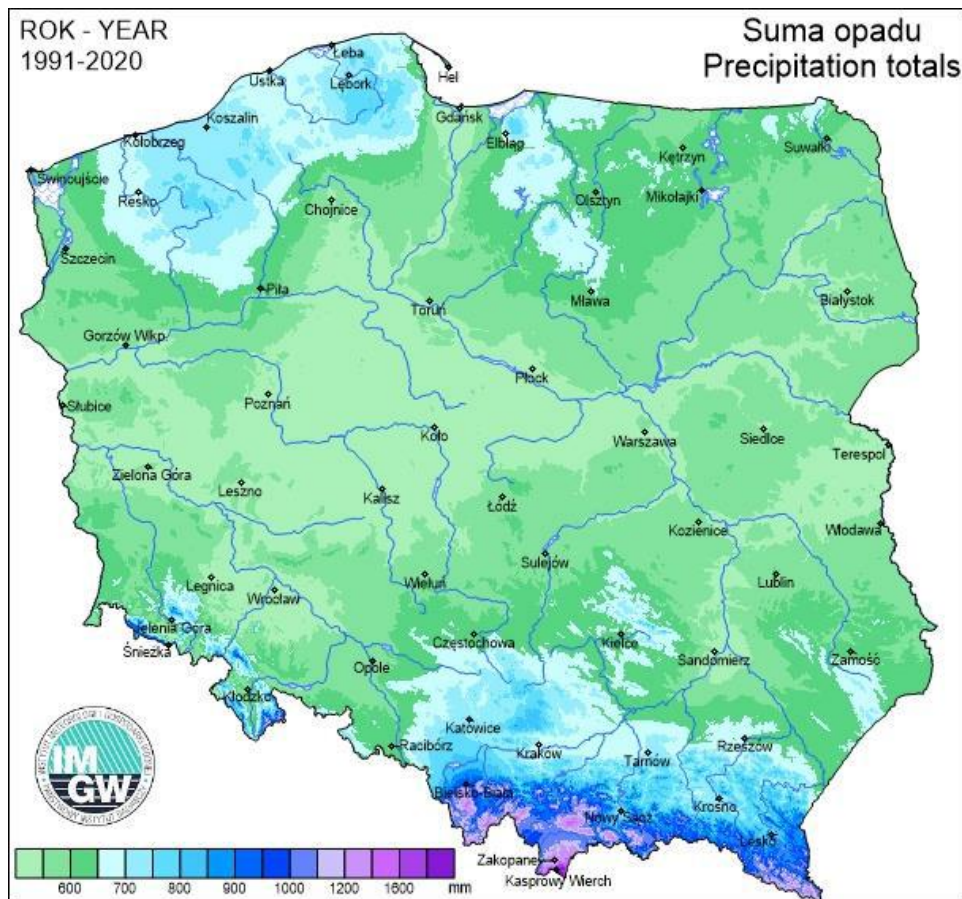 ROK - YEAR
1991-2020
Suma opadu
Precipitation totals
Łeba
Ustka
Lębork
Hel
Koszalin
Gdańsk
Kołobrzeg
Elbląg
Suwałki
Kętrzyn
Świnoujście
Resko
Olsztyn
Mikołajki
Chojnice
Szczecin
Piła
Toruń
Mława
Białystok
Gorzów Wlkp.
Płock
Słubice
Poznań
Koło
Warszawa
Siedlce
Terespol
Zielona Góra
Leszno
Kalisz
Łódź
Kozienice
Włodawa
Sulejów
Legnica
Wrocław
Wieluń
Lublin
Jelenia Góra
Śnieżka
Częstochowa
Kielce
Opole
Sandomierz
Zamość
Kłodzko
Katowice
Racibórz
Kraków
Tarnów
Rzeszów
Bielsko-Biała
Nowy Sącz
Krosno
Lesko
Zakopane
Kasprowy Wierch
IM
GW
600 700 800 900 1000 1200 1600 mm